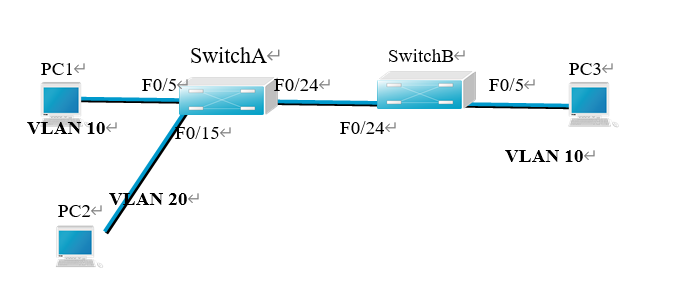 SwitchA↵
SwitchB↵
PC1↵
F0/5↵
F0/24↵
F0/5↵
PC3↵
VLAN 10↵
F0/15↵
F0/24↵
VLAN 10↵
VLAN 20↵
PC2↵